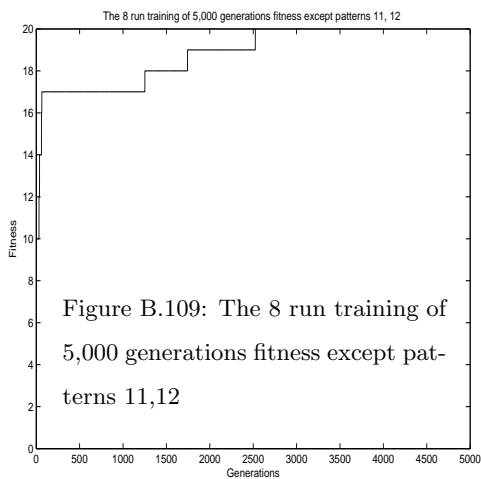 The 8 run training of 5,000 generations fitness except patterns 11, 12
20
18
16
14
12
10
8
6
4
2
0
Fitness
Figure B.109: The 8 run training of
5,000 generations fitness except pat-
terns 11,12
0 500 1000 1500 2000 2500 3000 3500 4000 4500 5000
Generations